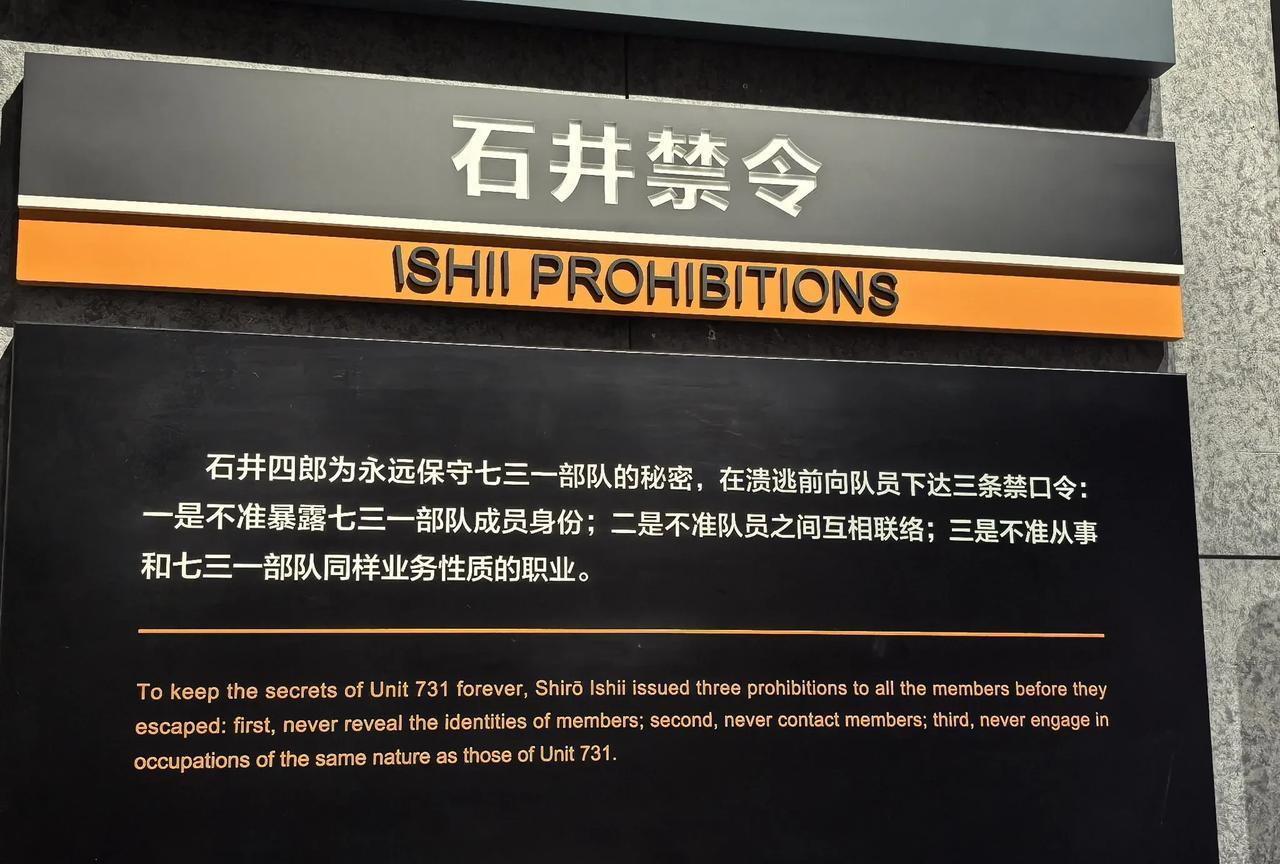 石井禁令
ISHII PROHIBITIONS
石井四郎为永远保守七三一部队的秘密，在溃逃前向队员下达三条禁口令：
一是不准暴露七三一部队成员身份；二是不准队员之间互相联络；三是不准从事
和七三一部队同样业务性质的职业。
To keep the secrets of Unit 731 forever, Shirō Ishii issued three prohibitions to all the members before they
escaped: first, never reveal the identities of members; second, never contact members; third, never engage in
occupations of the same nature as those of Unit 731.